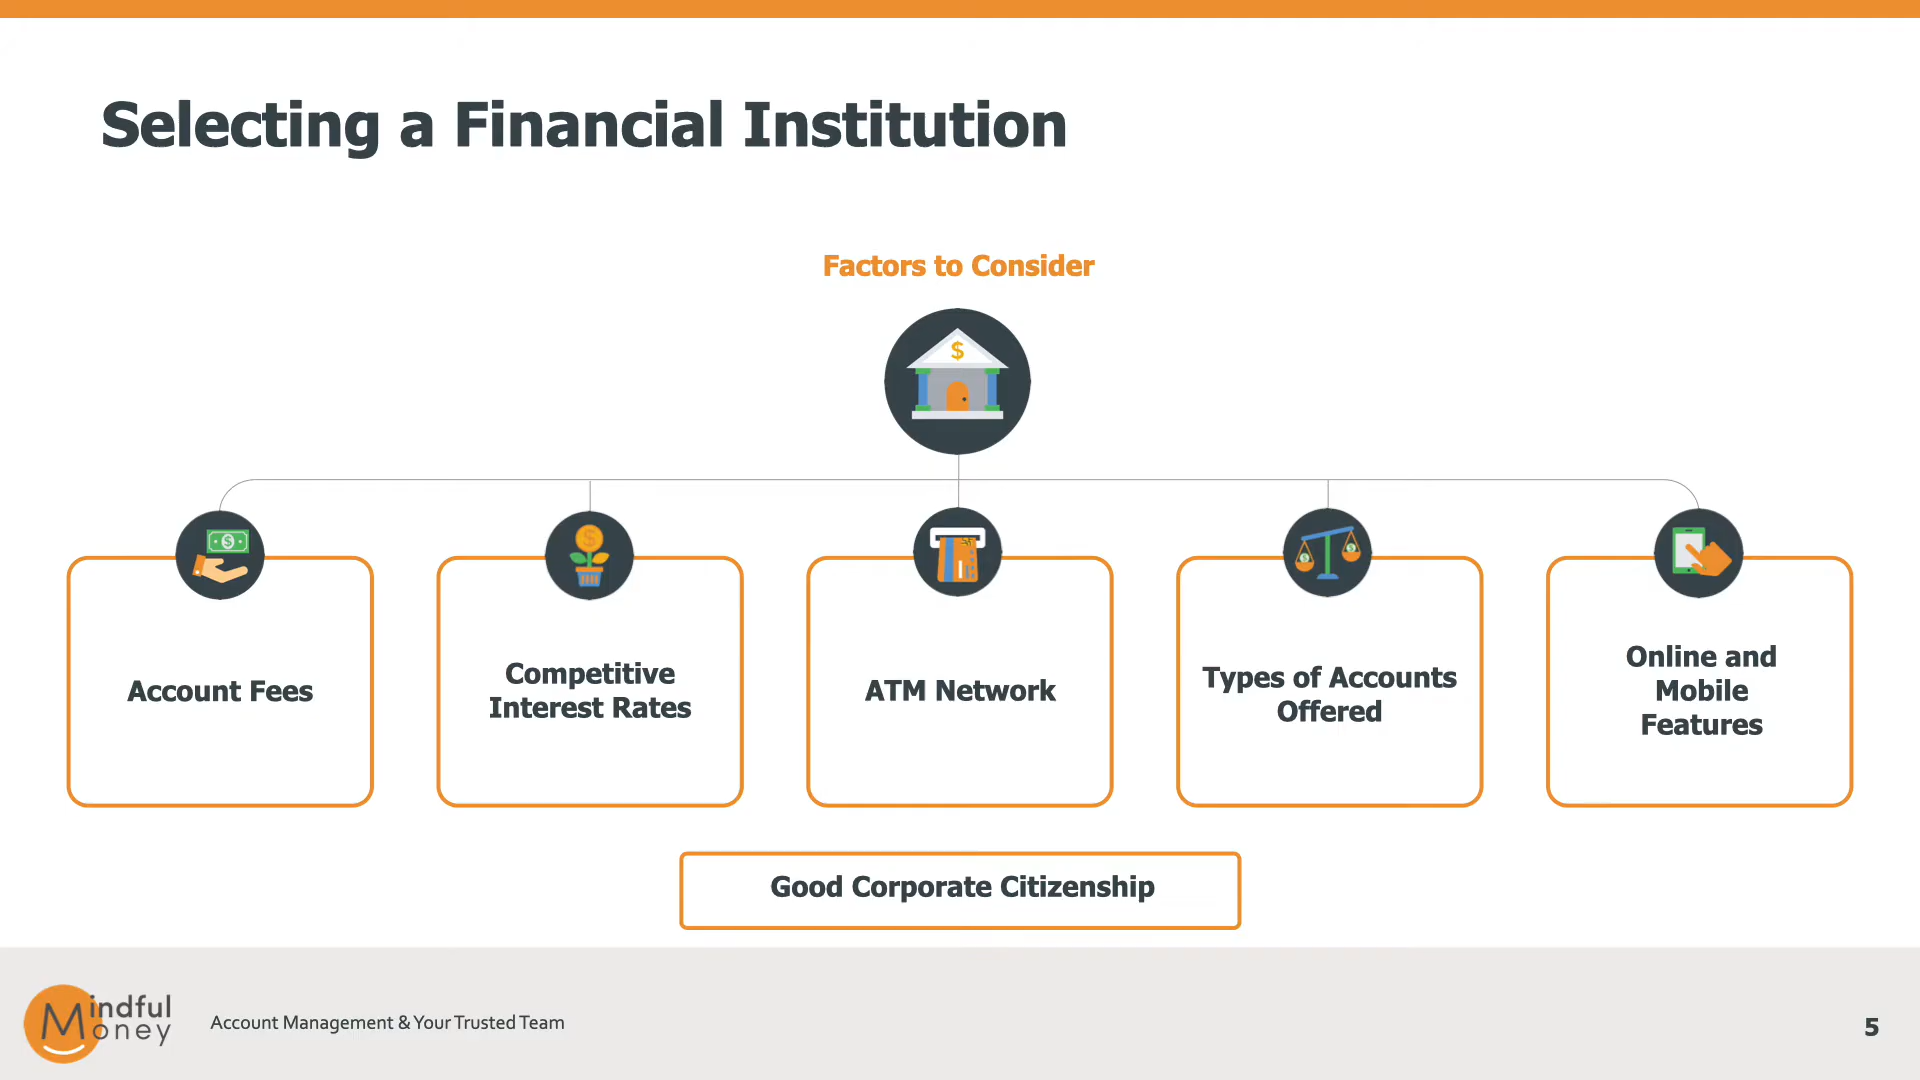 Selecting a Financial Institution
Factors to Consider
$
$
$
$
$
Account Fees
Competitive
Interest Rates
ATM Network
Types of Accounts
Offered
Online and
Mobile
Features
Good Corporate Citizenship
Mindful
Money
Account Management & Your Trusted Team
5